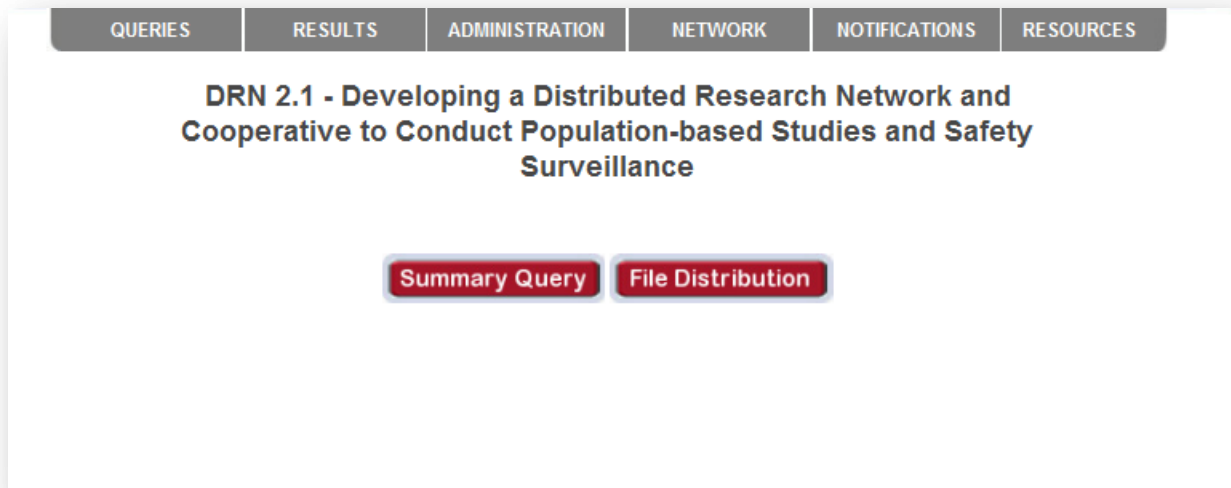 QUERIES RESULTS ADMINISTRATION NETWORK NOTIFICATIONS RESOURCES
DRN 2.1 - Developing a Distributed Research Network and
Cooperative to Conduct Population-based Studies and Safety
Surveillance
Summary Query File Distribution